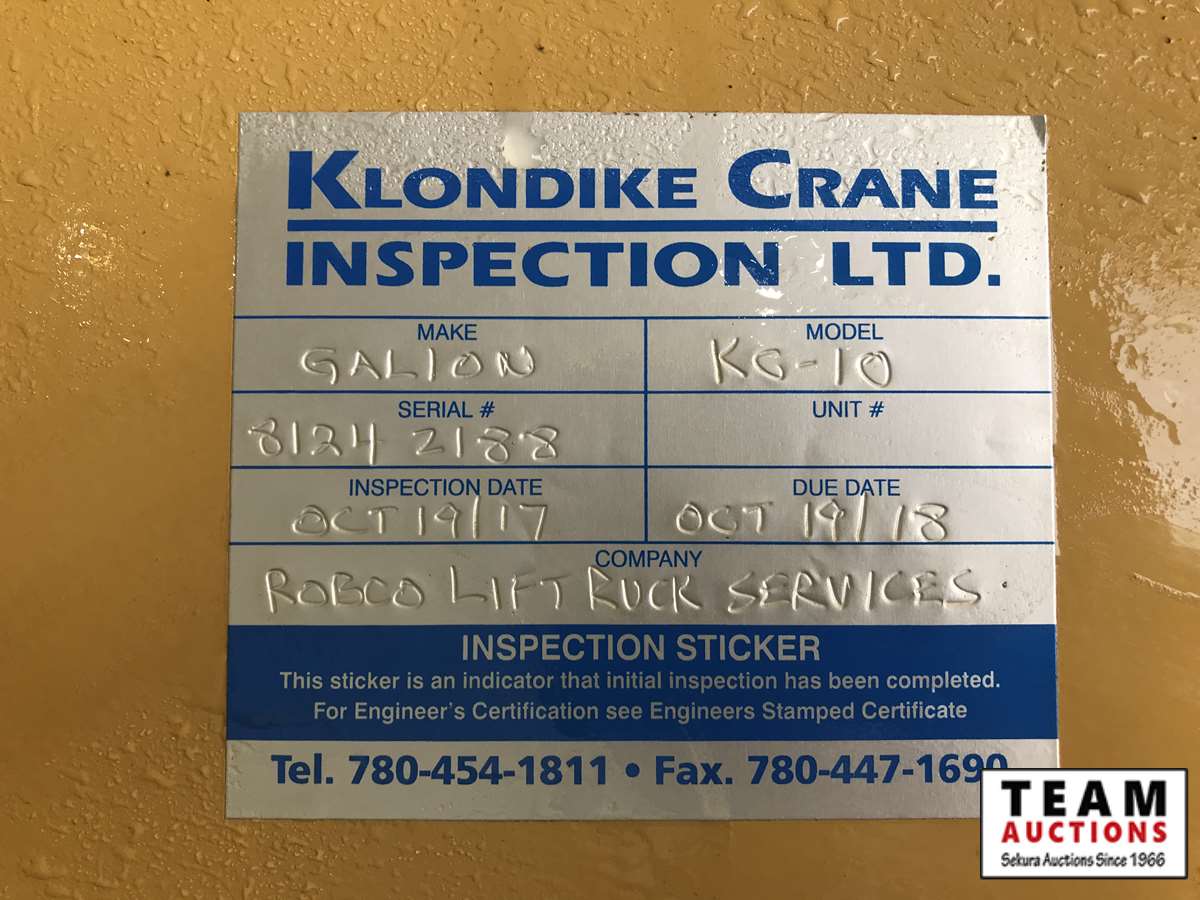 KLONDIKE CRANE
INSPECTION LTD.
MAKE
GALION
MODEL
KG-10
SERIAL #
8124 2188
UNIT #
INSPECTION DATE
OCT 19/17
DUE DATE
OCT 19/18
COMPANY
ROBCO LIFT RUCK SERVICES
INSPECTION STICKER
This sticker is an indicator that initial inspection has been completed.
For Engineer's Certification see Engineers Stamped Certificate
Tel. 780-454-1811 • Fax. 780-447-1690
TEAM
AUCTIONS
Sekura Auctions Since 1966